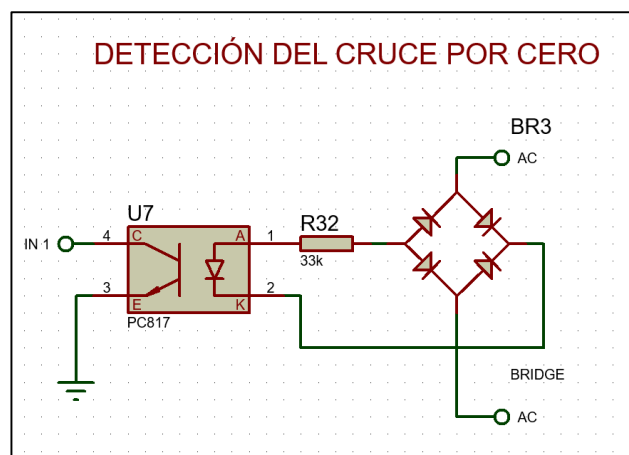 DETECCIÓN DEL CRUCE POR CERO
BR3
AC
U7
R32
IN 1
4
C
A
1
33k
3
E
K
2
PC817
BRIDGE
AC